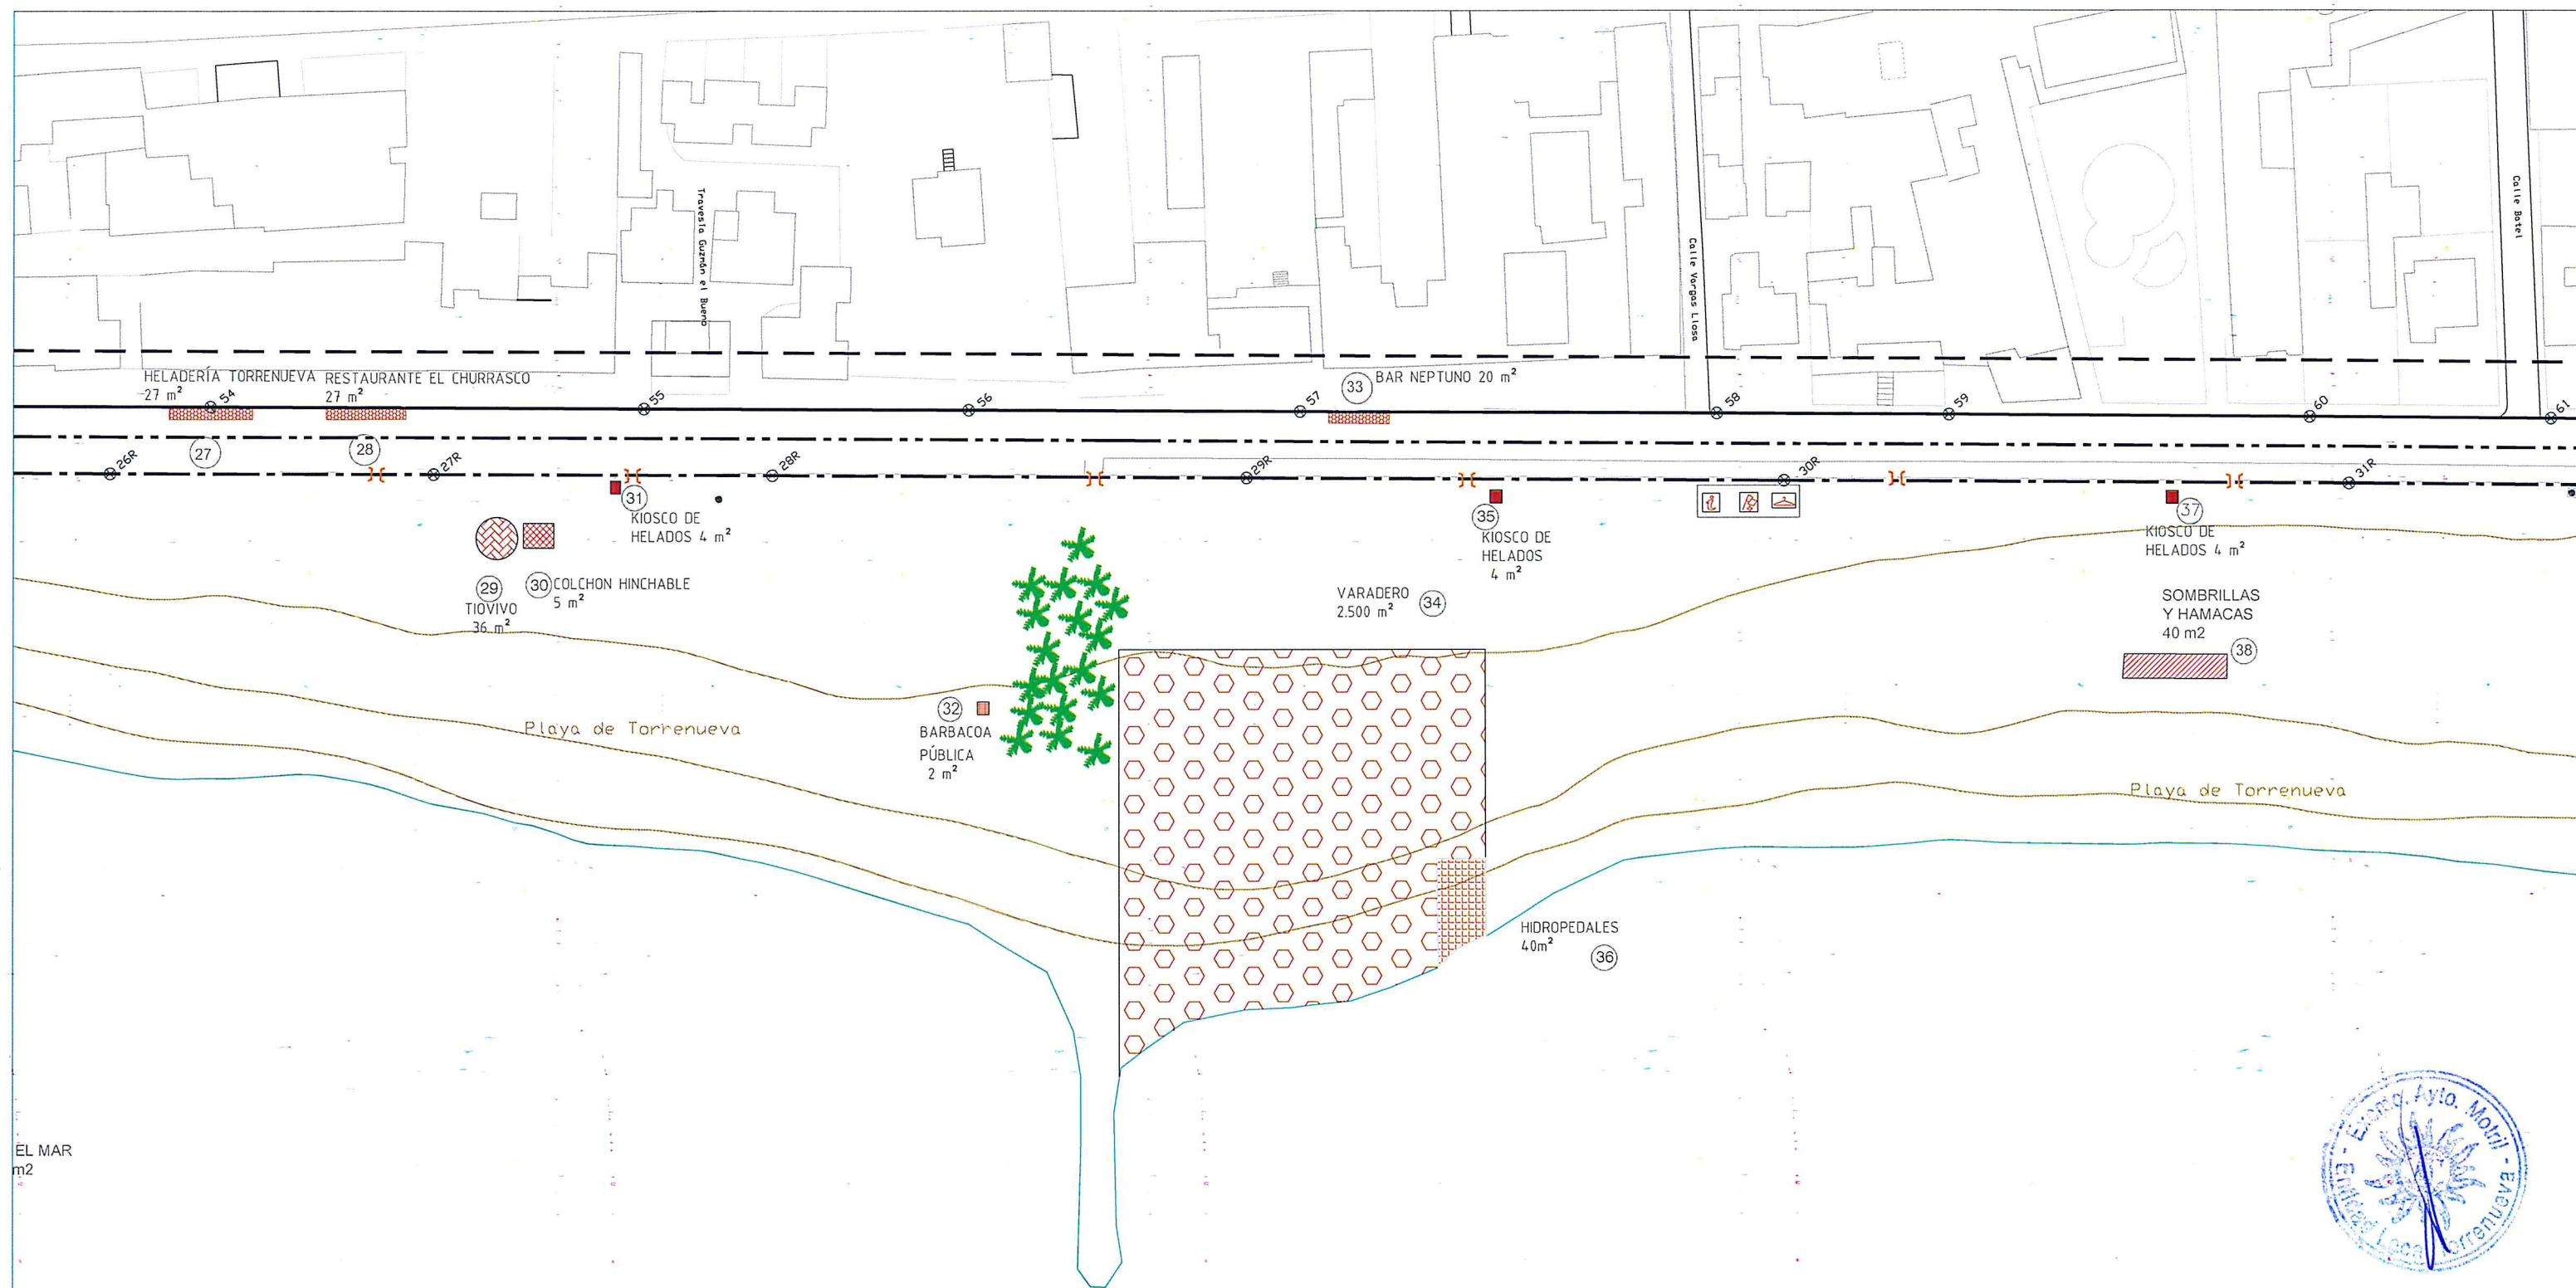 Travesía Guzmán el Bueno
Calle Vargas Llosa
Calle Batel
HELADERÍA TORRENUEVA
27 m²
RESTAURANTE EL CHURRASCO
27 m²
33
BAR NEPTUNO 20 m²
54
55
56
57
58
59
60
61
27
28
26R
27R
28R
29R
30R
31R
31
KIOSCO DE
HELADOS 4 m²
35
KIOSCO DE
HELADOS
4 m²
37
KIOSCO DE
HELADOS 4 m²
29
TIOVIVO
36 m²
30
COLCHON HINCHABLE
5 m²
VARADERO
2.500 m²
34
SOMBRILLAS
Y HAMACAS
40 m2
38
32
BARBACOA
PÚBLICA
2 m²
Playa de Torrenueva
Playa de Torrenueva
HIDROPEDALES
40m²
36
EL MAR
m2
Excmo. Ayto. Motril - Entidad Local Torrenueva -